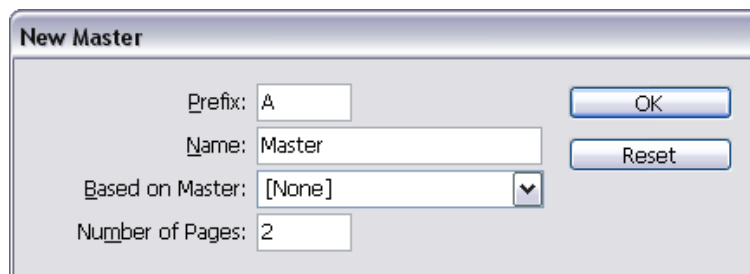 New Master
Prefix: A
OK
Name: Master
Reset
Based on Master: [None]
Number of Pages: 2